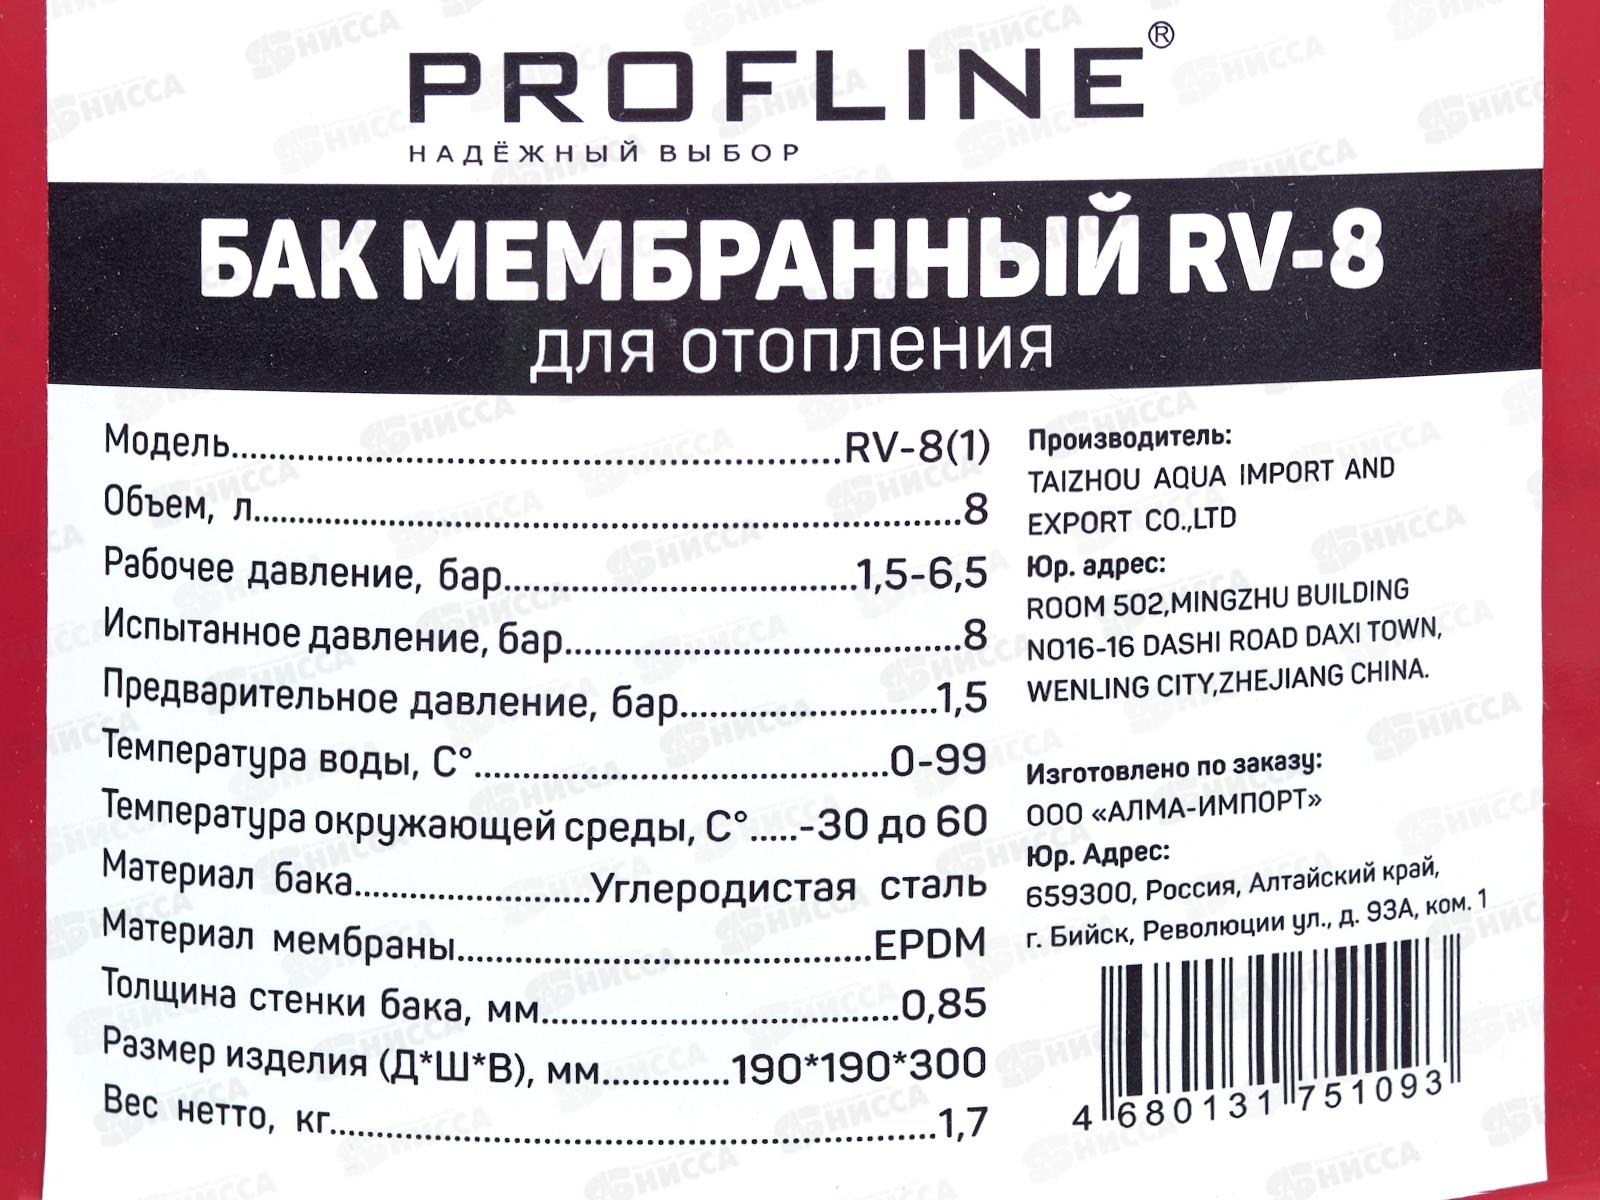 PROFLINE®
НАДЁЖНЫЙ ВЫБОР
БАК МЕМБРАННЫЙ RV-8
для отопления
Модель..........RV-8(1)
Объем, л..........8
Рабочее давление, бар..........1,5-6,5
Испытанное давление, бар..........8
Предварительное давление, бар..........1,5
Температура воды, С°..........0-99
Температура окружающей среды, С°.....-30 до 60
Материал бака..........Углеродистая сталь
Материал мембраны..........EPDM
Толщина стенки бака, мм..........0,85
Размер изделия (Д*Ш*В), мм..........190*190*300
Вес нетто, кг..........1,7
Производитель:
TAIZHOU AQUA IMPORT AND
EXPORT CO.,LTD
Юр. адрес:
ROOM 502,MINGZHU BUILDING
NO16-16 DASHI ROAD DAXI TOWN,
WENLING CITY,ZHEJIANG CHINA.
Изготовлено по заказу:
ООО «АЛМА-ИМПОРТ»
Юр. Адрес:
659300, Россия, Алтайский край,
г. Бийск, Революции ул., д. 93А, ком. 1
4 680131 751093